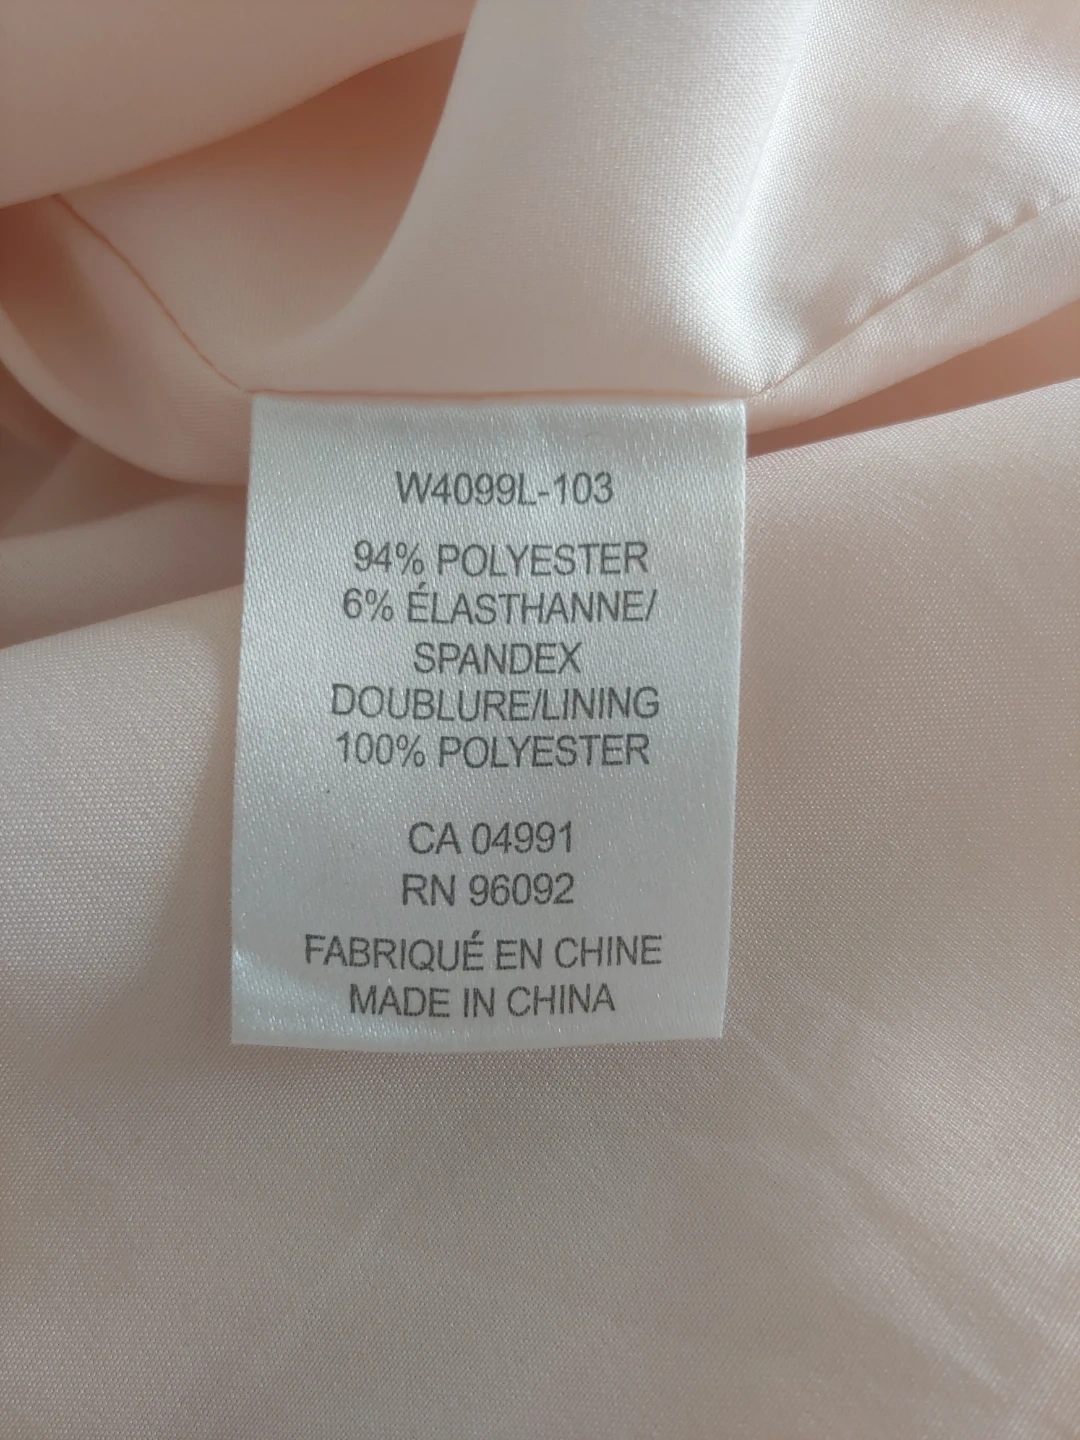 W4099L-103
94% POLYESTER
6% ÉLASTHANNE/
SPANDEX
DOUBLURE/LINING
100% POLYESTER
CA 04991
RN 96092
FABRIQUÉ EN CHINE
MADE IN CHINA